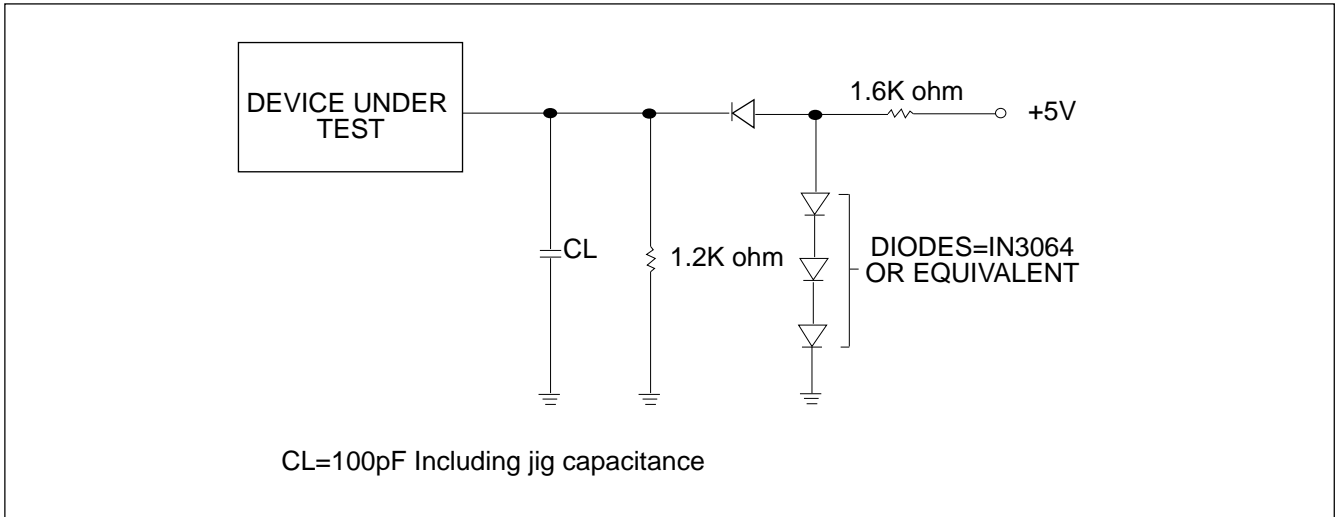 DEVICE UNDER
TEST
1.6K ohm
+5V
CL
1.2K ohm
DIODES=IN3064
OR EQUIVALENT
CL=100pF Including jig capacitance